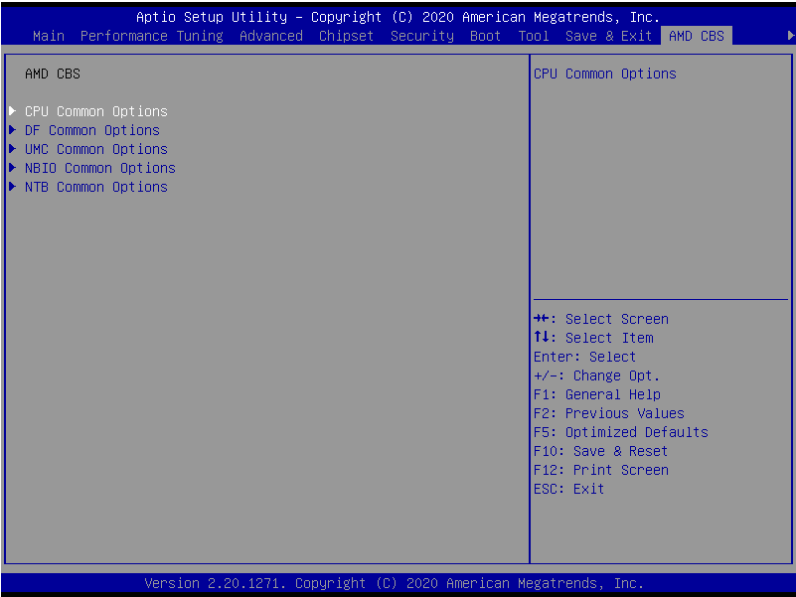 Aptio Setup Utility – Copyright (C) 2020 American Megatrends, Inc.
Main Performance Tuning Advanced Chipset Security Boot Tool Save & Exit AMD CBS
AMD CBS
CPU Common Options
DF Common Options
UMC Common Options
NBIO Common Options
NTB Common Options
CPU Common Options
→←: Select Screen
↑↓: Select Item
Enter: Select
+/-: Change Opt.
F1: General Help
F2: Previous Values
F5: Optimized Defaults
F10: Save & Reset
F12: Print Screen
ESC: Exit
Version 2.20.1271. Copyright (C) 2020 American Megatrends, Inc.